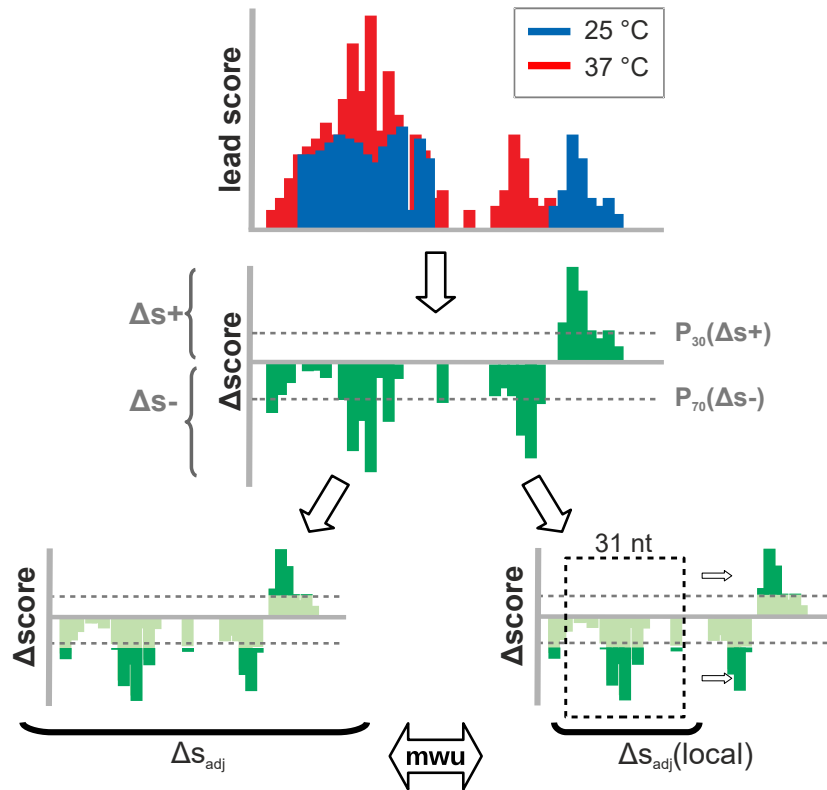 25 °C
37 °C
lead score
Δs+
Δs-
Δscore
P30(Δs+)
P70(Δs-)
Δscore
Δscore
31 nt
Δsadj
mwu
Δsadj(local)